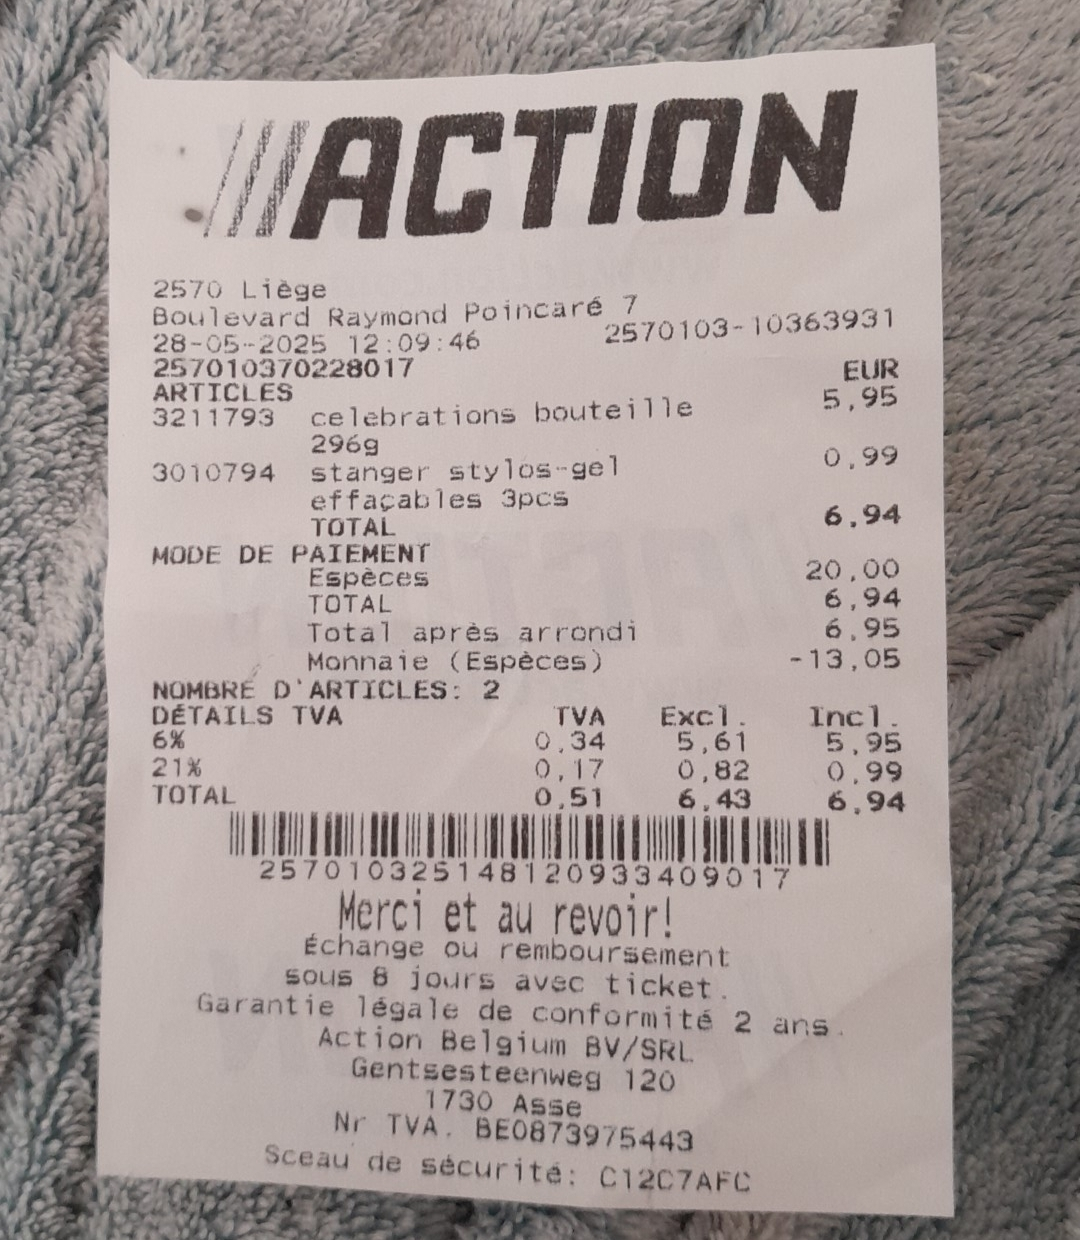 ACTION
2570 Liège
Boulevard Raymond Poincaré 7
28-05-2025 12:09:46 2570103-10363931
257010370228017 EUR
ARTICLES
3211793 celebrations bouteille 5,95
296g
3010794 stanger stylos-gel 0,99
effaçables 3pcs
TOTAL 6,94
MODE DE PAIEMENT
Espèces 20,00
TOTAL 6,94
Total après arrondi 6,95
Monnaie (Espèces) -13,05
NOMBRE D'ARTICLES: 2
DÉTAILS TVA TVA Excl. Incl.
6% 0,34 5,61 5,95
21% 0,17 0,82 0,99
TOTAL 0,51 6,43 6,94
257010325148120933409017
Merci et au revoir!
Échange ou remboursement
sous 8 jours avec ticket.
Garantie légale de conformité 2 ans.
Action Belgium BV/SRL
Gentsesteenweg 120
1730 Asse
Nr TVA. BE0873975443
Sceau de sécurité: C12C7AFC